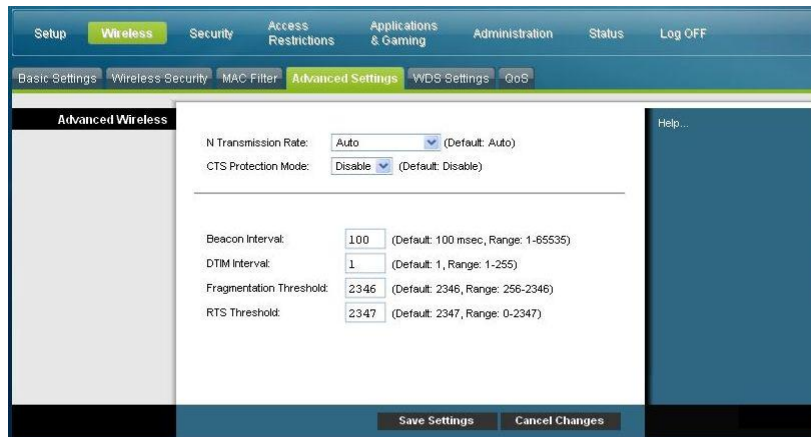 Setup Wireless Security Access Restrictions Applications & Gaming Administration Status Log OFF
Basic Settings Wireless Security MAC Filter Advanced Settings WDS Settings QoS
Advanced Wireless
Help...
N Transmission Rate: Auto (Default: Auto)
CTS Protection Mode: Disable (Default: Disable)
Beacon Interval: 100 (Default: 100 msec, Range: 1-65535)
DTIM Interval: 1 (Default: 1, Range: 1-255)
Fragmentation Threshold: 2346 (Default: 2346, Range: 256-2346)
RTS Threshold: 2347 (Default: 2347, Range: 0-2347)
Save Settings Cancel Changes